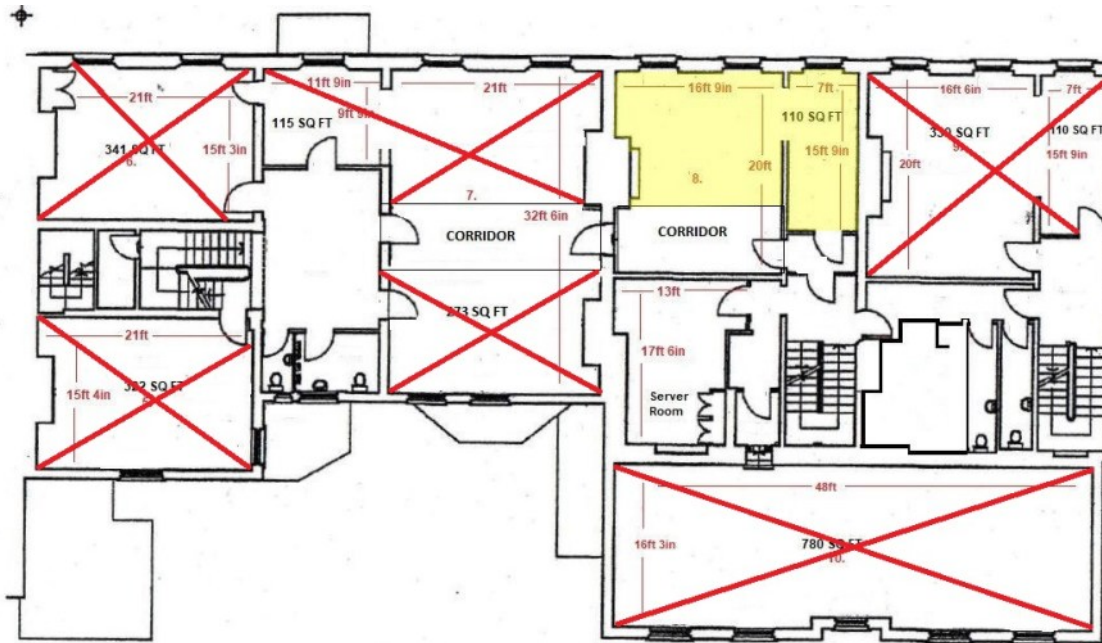 21ft
341 SQ FT
6.
15ft 3in
11ft 9in
9ft 9in
115 SQ FT
21ft
7.
32ft 6in
CORRIDOR
273 SQ FT
16ft 9in
8.
20ft
CORRIDOR
7ft
110 SQ FT
15ft 9in
16ft 6in
20ft
7ft
110 SQ FT
15ft 9in
21ft
15ft 4in
322 SQ FT
13ft
17ft 6in
Server
Room
48ft
16ft 3in
780 SQ FT
10.